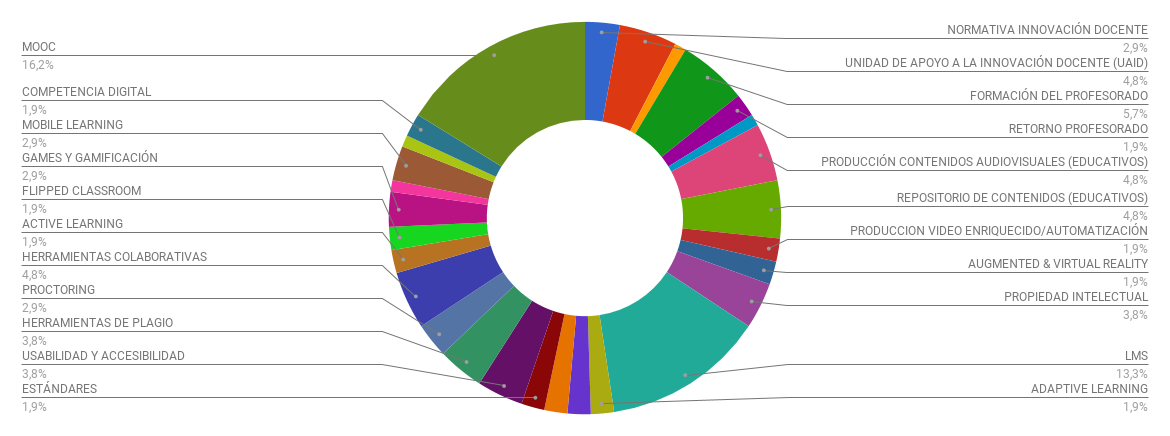 MOOC
16,2%
COMPETENCIA DIGITAL
1,9%
MOBILE LEARNING
2,9%
GAMES Y GAMIFICACIÓN
2,9%
FLIPPED CLASSROOM
1,9%
ACTIVE LEARNING
1,9%
HERRAMIENTAS COLABORATIVAS
4,8%
PROCTORING
2,9%
HERRAMIENTAS DE PLAGIO
3,8%
USABILIDAD Y ACCESIBILIDAD
3,8%
ESTÁNDARES
1,9%
NORMATIVA INNOVACIÓN DOCENTE
2,9%
UNIDAD DE APOYO A LA INNOVACIÓN DOCENTE (UAID)
4,8%
FORMACIÓN DEL PROFESORADO
5,7%
RETORNO PROFESORADO
1,9%
PRODUCCIÓN CONTENIDOS AUDIOVISUALES (EDUCATIVOS)
4,8%
REPOSITORIO DE CONTENIDOS (EDUCATIVOS)
4,8%
PRODUCCION VIDEO ENRIQUECIDO/AUTOMATIZACIÓN
1,9%
AUGMENTED & VIRTUAL REALITY
1,9%
PROPIEDAD INTELECTUAL
3,8%
LMS
13,3%
ADAPTIVE LEARNING
1,9%